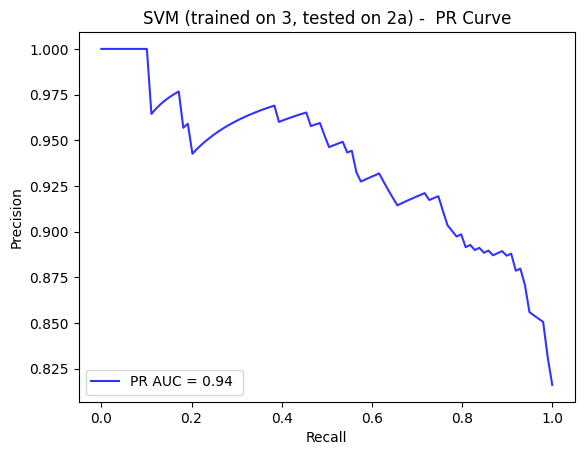 SVM (trained on 3, tested on 2a) -  PR Curve
1.000
0.975
0.950
0.925
0.900
0.875
0.850
0.825
Precision
PR AUC = 0.94
0.0 0.2 0.4 0.6 0.8 1.0
Recall